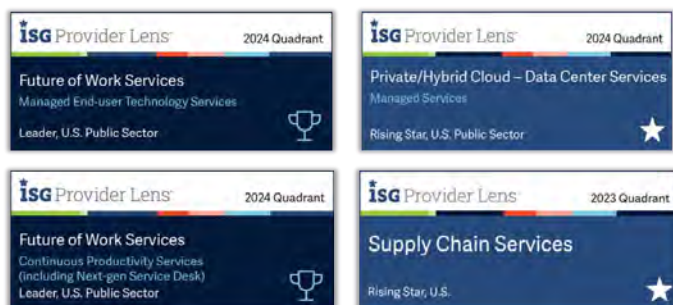 iSG Provider Lens 2024 Quadrant
Future of Work Services
Managed End-user Technology Services
Leader, U.S. Public Sector
iSG Provider Lens 2024 Quadrant
Private/Hybrid Cloud – Data Center Services
Managed Services
Rising Star, U.S. Public Sector
iSG Provider Lens 2024 Quadrant
Future of Work Services
Continuous Productivity Services
(including Next-gen Service Desk)
Leader, U.S. Public Sector
iSG Provider Lens 2023 Quadrant
Supply Chain Services
Rising Star, U.S.